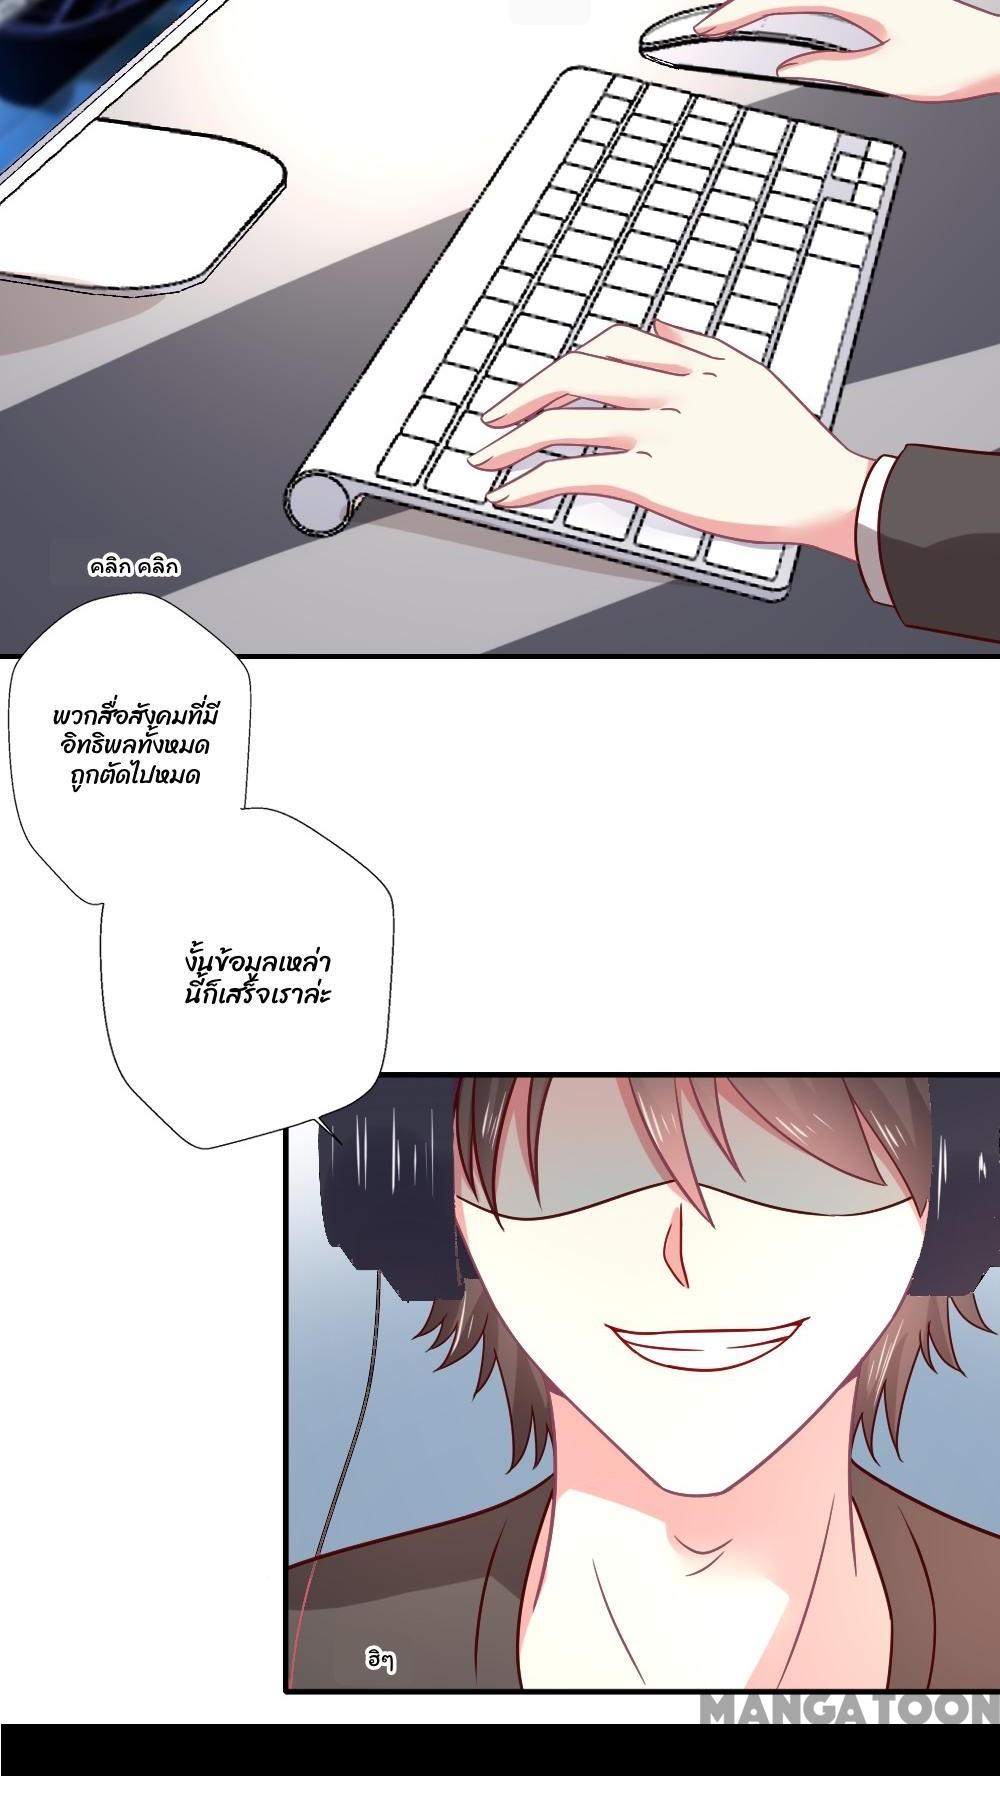 คลิก คลิก
พวกสื่อสังคมที่มี
อิทธิพลทั้งหมด
ถูกตัดไปหมด
งั้นข้อมูลเหล่า
นี้ก็เสร็จเราล่ะ
ฮิๆ
MANGATOON